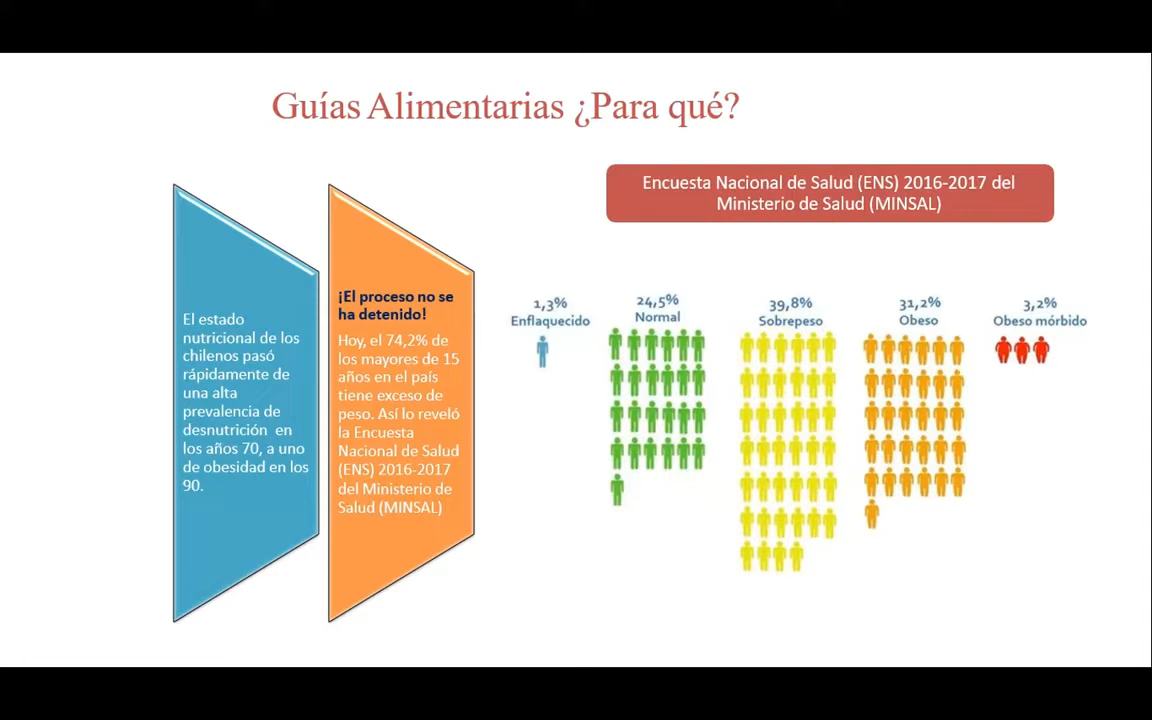 Guías Alimentarias ¿Para qué?
El estado
nutricional de los
chilenos pasó
rápidamente de
una alta
prevalencia de
desnutrición en
los años 70, a uno
de obesidad en los
90.
¡El proceso no se
ha detenido!
Hoy, el 74,2% de
los mayores de 15
años en el país
tiene exceso de
peso. Así lo reveló
la Encuesta
Nacional de Salud
(ENS) 2016-2017
del Ministerio de
Salud (MINSAL)
Encuesta Nacional de Salud (ENS) 2016-2017 del
Ministerio de Salud (MINSAL)
1,3%
Enflaquecido
24,5%
Normal
39,8%
Sobrepeso
31,2%
Obeso
3,2%
Obeso mórbido